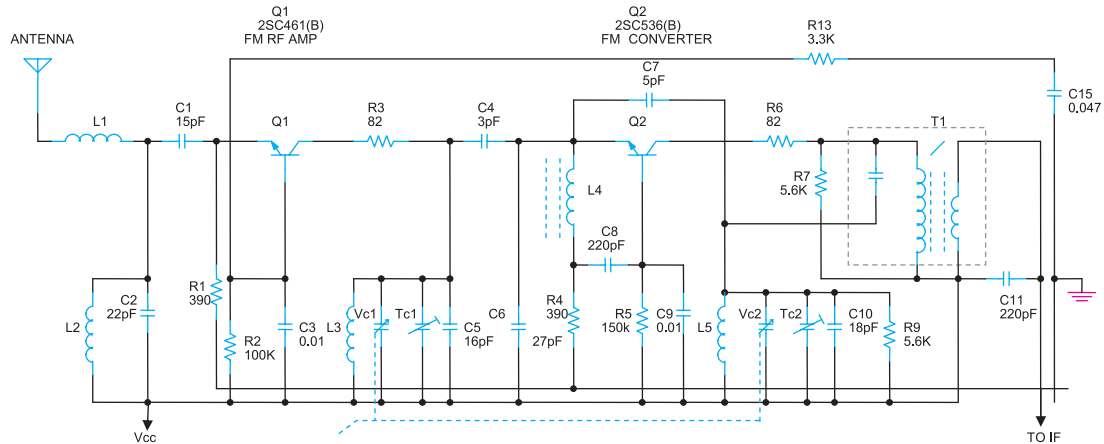 Q1
2SC461(B)
FM RF AMP
Q2
2SC536(B)
FM CONVERTER
R13
3.3K
ANTENNA
C7
5pF
C15
0.047
L1
C1
15pF
Q1
R3
82
C4
3pF
Q2
R6
82
T1
R7
5.6K
L4
C8
220pF
R1
390
C2
22pF
L2
R2
100K
C3
0.01
L3
Vc1
Tc1
C5
16pF
C6
27pF
R4
390
R5
150k
C9
0.01
L5
Vc2
Tc2
C10
18pF
R9
5.6K
C11
220pF
Vcc
TO IF